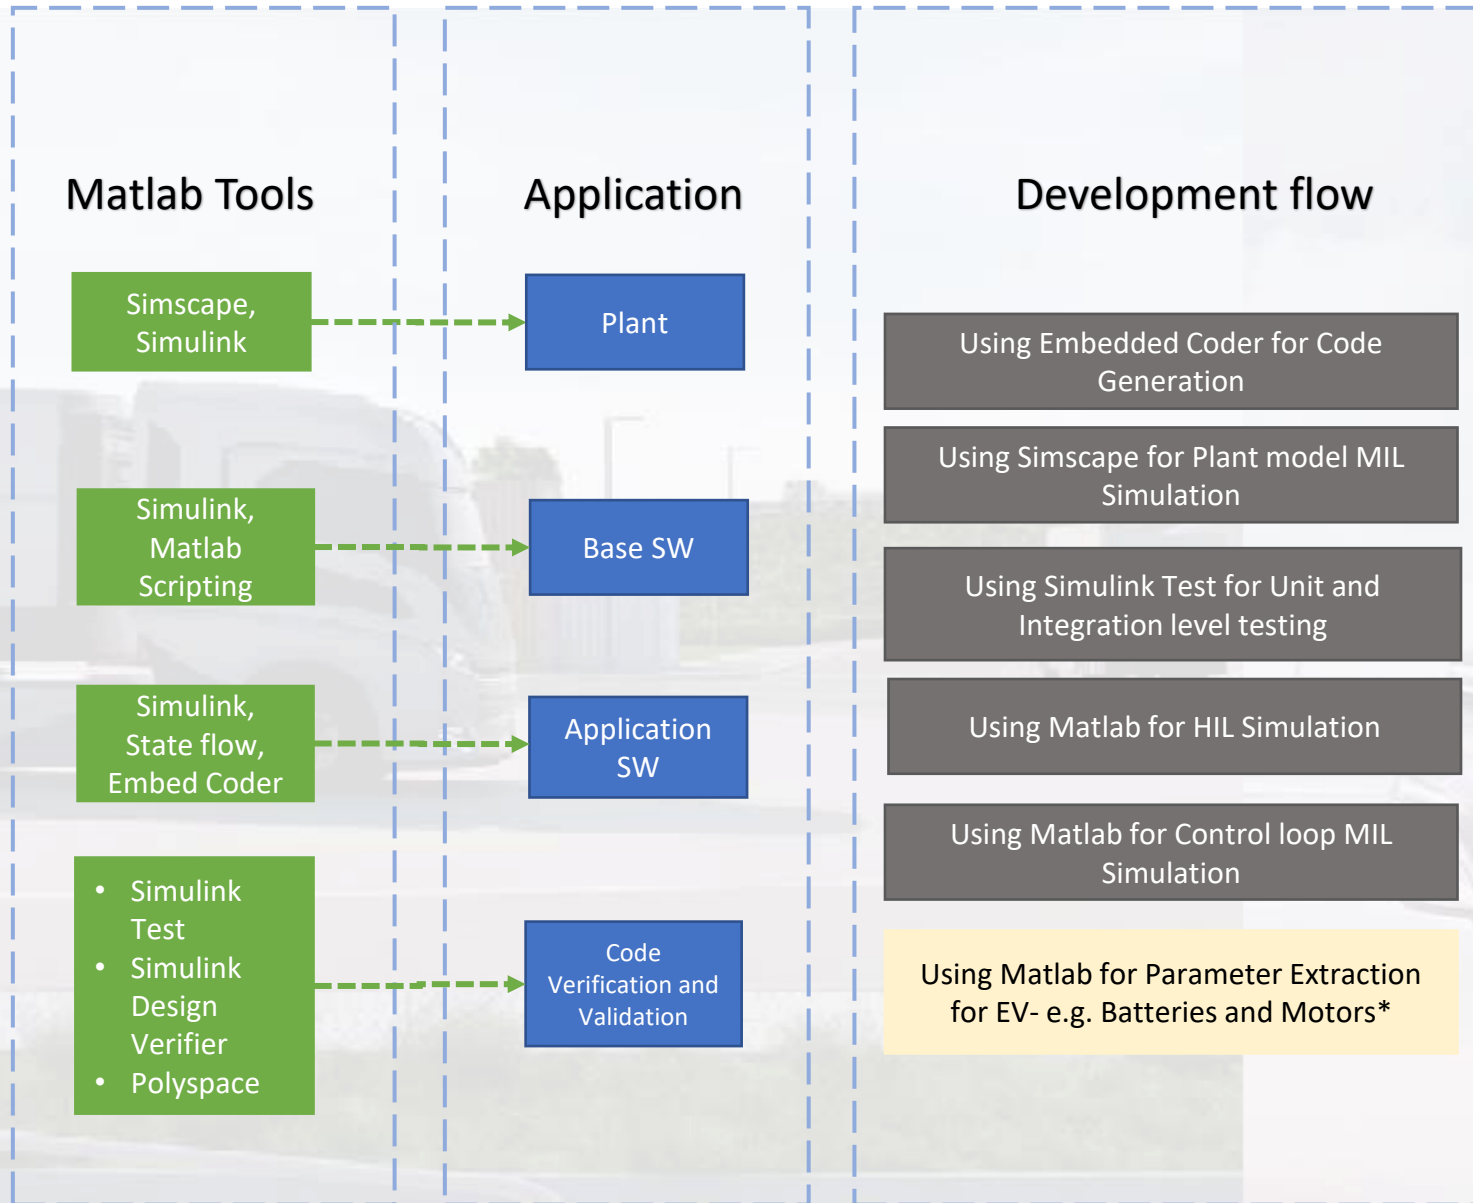 Matlab Tools
Application
Development flow
Simscape,
Simulink
Plant
Simulink,
Matlab
Scripting
Base SW
Simulink,
State flow,
Embed Coder
Application
SW
• Simulink
Test
• Simulink
Design
Verifier
• Polyspace
Code
Verification and
Validation
Using Embedded Coder for Code
Generation
Using Simscape for Plant model MIL
Simulation
Using Simulink Test for Unit and
Integration level testing
Using Matlab for HIL Simulation
Using Matlab for Control loop MIL
Simulation
Using Matlab for Parameter Extraction
for EV- e.g. Batteries and Motors*